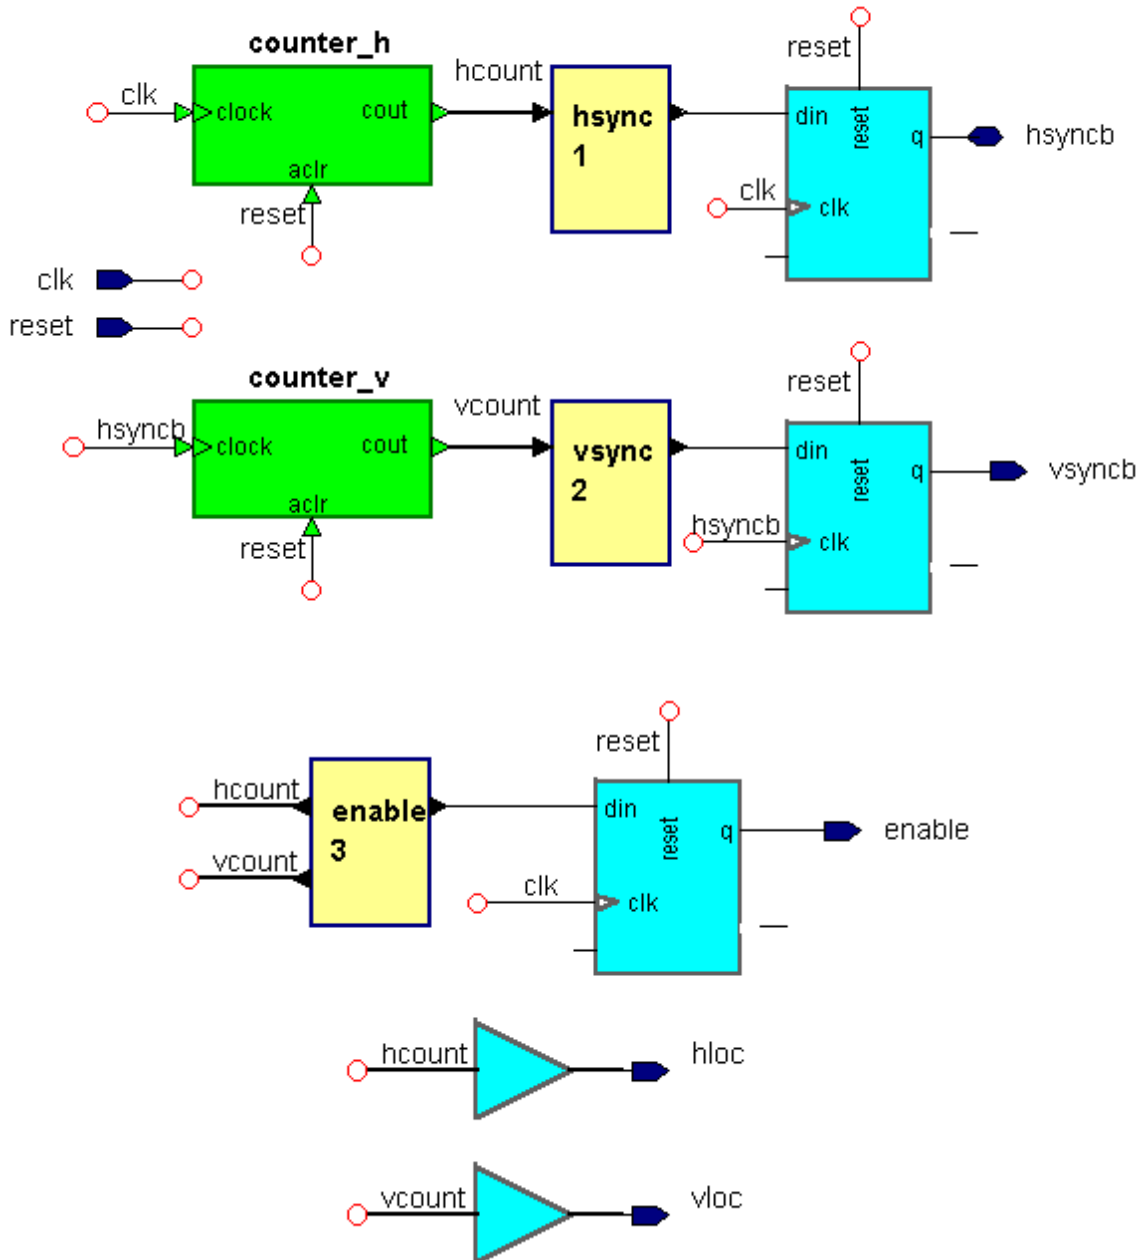 counter_h
reset
clk
clock
cout
hcount
hsync
1
din
reset
q
hsyncb
aclr
reset
clk
clk
clk
reset
counter_v
reset
hsyncb
clock
cout
vcount
vsync
2
din
reset
q
vsyncb
aclr
reset
hsyncb
clk
reset
hcount
enable
3
din
reset
q
enable
vcount
clk
clk
hcount
hloc
vcount
vloc